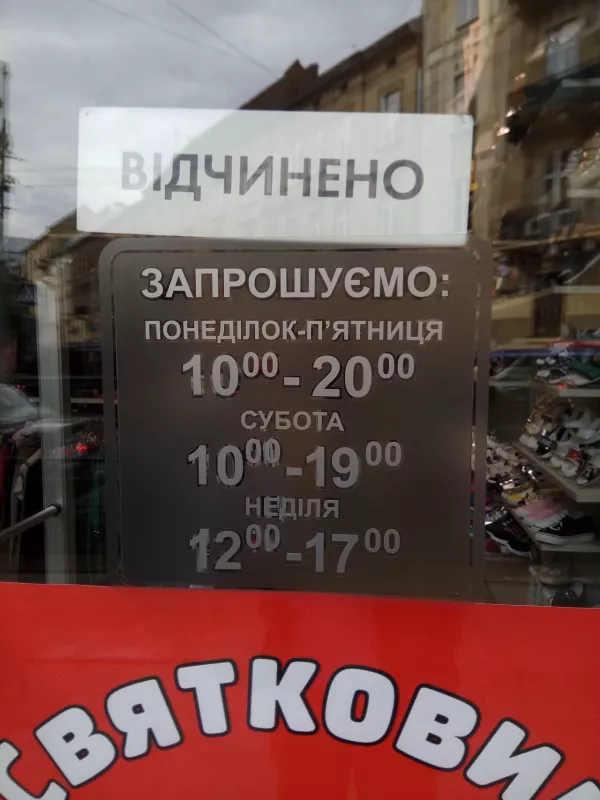 ВІДЧИНЕНО
ЗАПРОШУЄМО:
ПОНЕДІЛОК-П'ЯТНИЦЯ
10⁰⁰ - 20⁰⁰
СУБОТА
10⁰⁰ -19⁰⁰
НЕДІЛЯ
12⁰⁰ -17⁰⁰